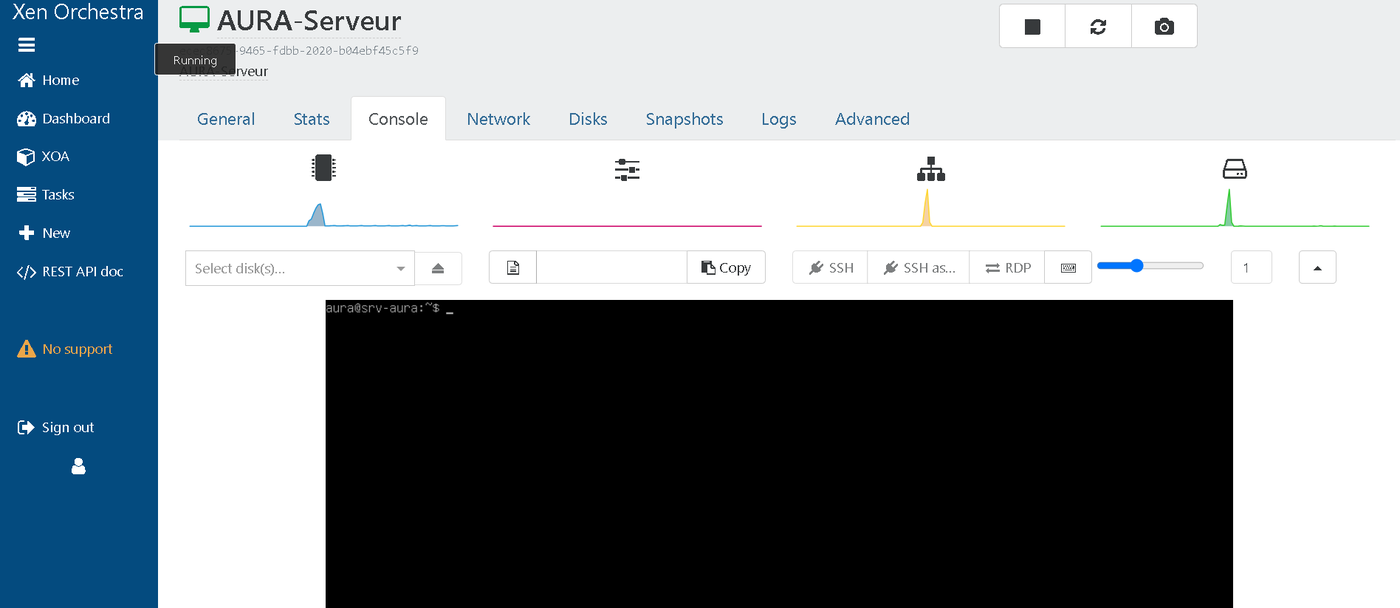 Xen Orchestra
Home
Dashboard
XOA
Tasks
New
REST API doc
No support
Sign out
AURA-Serveur
-9465-fdbb-2020-b04ebf45c5f9
Running
AURA-Serveur
General Stats Console Network Disks Snapshots Logs Advanced
Select disk(s)... Copy SSH SSH as... RDP 1
aura@srv-aura:~$ _